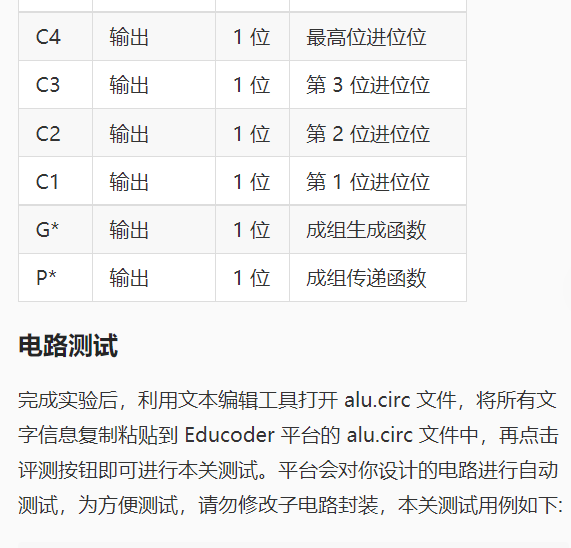 C4 输出 1 位 最高位进位位
C3 输出 1 位 第 3 位进位位
C2 输出 1 位 第 2 位进位位
C1 输出 1 位 第 1 位进位位
G* 输出 1 位 成组生成函数
P* 输出 1 位 成组传递函数
电路测试
完成实验后，利用文本编辑工具打开 alu.circ 文件，将所有文
字信息复制粘贴到 Educoder 平台的 alu.circ 文件中，再点击
评测按钮即可进行本关测试。平台会对你设计的电路进行自动
测试，为方便测试，请勿修改子电路封装，本关测试用例如下: